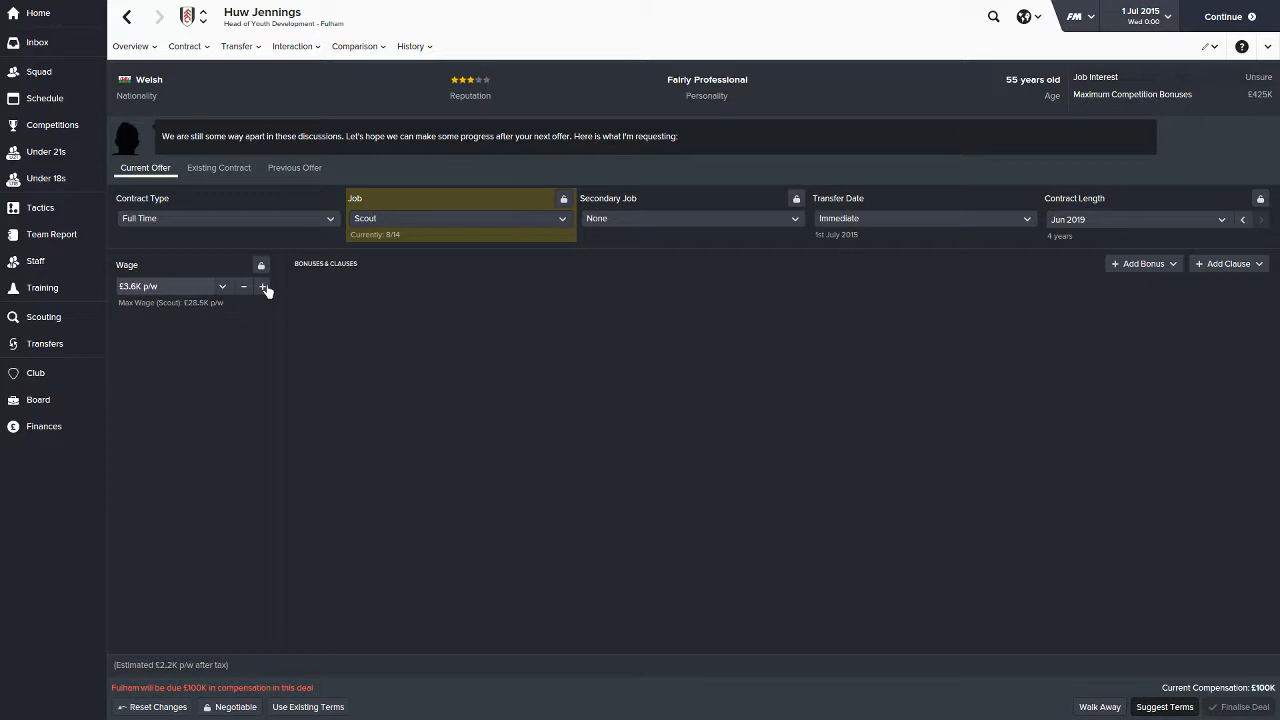 Home
Inbox
Squad
Schedule
Competitions
Under 21s
Under 18s
Tactics
Team Report
Staff
Training
Scouting
Transfers
Club
Board
Finances
Huw Jennings
Head of Youth Development - Fulham
FM
1 Jul 2015
Wed 0:00
Continue
Overview Contract Transfer Interaction Comparison History
Welsh
Nationality
Reputation
Fairly Professional
Personality
55 years old
Age
Job Interest Unsure
Maximum Competition Bonuses £425K
We are still some way apart in these discussions. Let's hope we can make some progress after your next offer. Here is what I'm requesting:
Current Offer Existing Contract Previous Offer
Contract Type
Full Time
Job
Scout
Currently: 8/14
Secondary Job
None
Transfer Date
Immediate
1st July 2015
Contract Length
Jun 2019
4 years
Wage
£3.6K p/w
Max Wage (Scout): £28.5K p/w
BONUSES & CLAUSES
Add Bonus
Add Clause
(Estimated £2.2K p/w after tax)
Fulham will be due £100K in compensation in this deal
Current Compensation: £100K
Reset Changes Negotiable Use Existing Terms
Walk Away Suggest Terms Finalise Deal